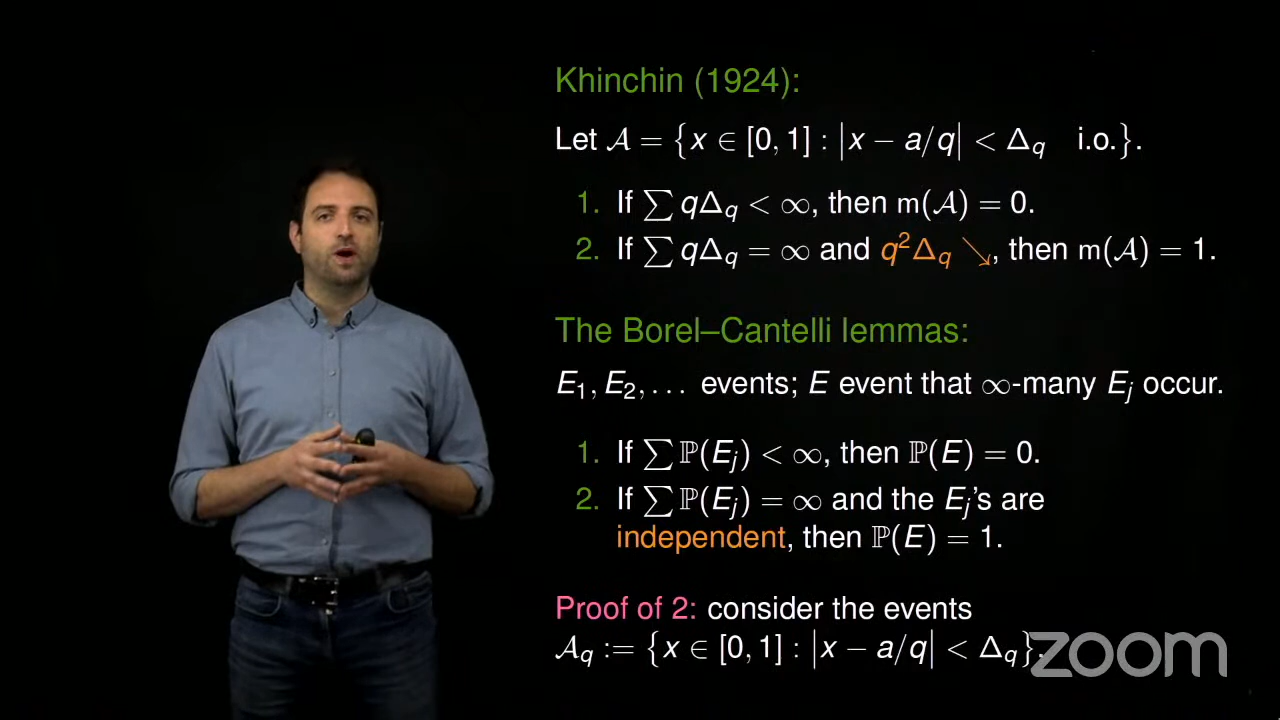 Khinchin (1924):
Let 𝒜 = {x ∈ [0, 1] : |x − a/q| < Δ_q i.o.}.
1. If ∑ qΔ_q < ∞, then m(𝒜) = 0.
2. If ∑ qΔ_q = ∞ and q²Δ_q ↘, then m(𝒜) = 1.
The Borel–Cantelli lemmas:
E₁, E₂, … events; E event that ∞-many E_j occur.
1. If ∑ ℙ(E_j) < ∞, then ℙ(E) = 0.
2. If ∑ ℙ(E_j) = ∞ and the E_j's are
independent, then ℙ(E) = 1.
Proof of 2: consider the events
𝒜_q := {x ∈ [0, 1] : |x − a/q| < Δ_q}.
zoom